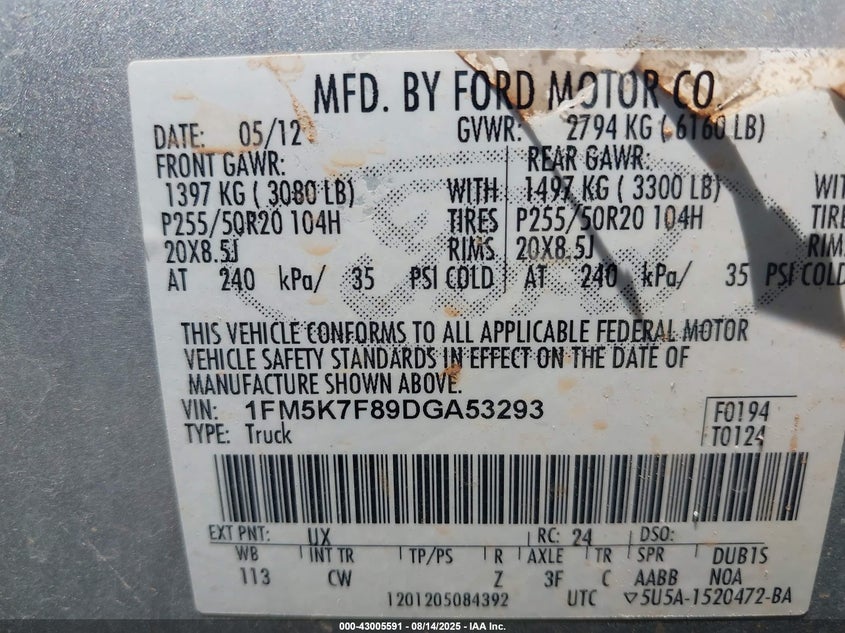 MFD. BY FORD MOTOR CO
DATE: 05/12 GVWR: 2794 KG ( 6160 LB)
FRONT GAWR: REAR GAWR:
1397 KG ( 3080 LB) WITH 1497 KG ( 3300 LB) WIT
P255/50R20 104H TIRES P255/50R20 104H TIRE
20X8.5J RIMS 20X8.5J RIMS
AT 240 kPa/ 35 PSI COLD AT 240 kPa/ 35 PSI COLD
THIS VEHICLE CONFORMS TO ALL APPLICABLE FEDERAL MOTOR
VEHICLE SAFETY STANDARDS IN EFFECT ON THE DATE OF
MANUFACTURE SHOWN ABOVE.
VIN: 1FM5K7F89DGA53293 F0194
TYPE: Truck T0124
EXT PNT: UX RC: 24 DSO:
WB INT TR TP/PS R AXLE TR SPR DUB1S
113 CW Z 3F C AABB NOA
1201205084392 UTC ▽5U5A-1520472-BA
000-43005591 - 08/14/2025 - IAA Inc.